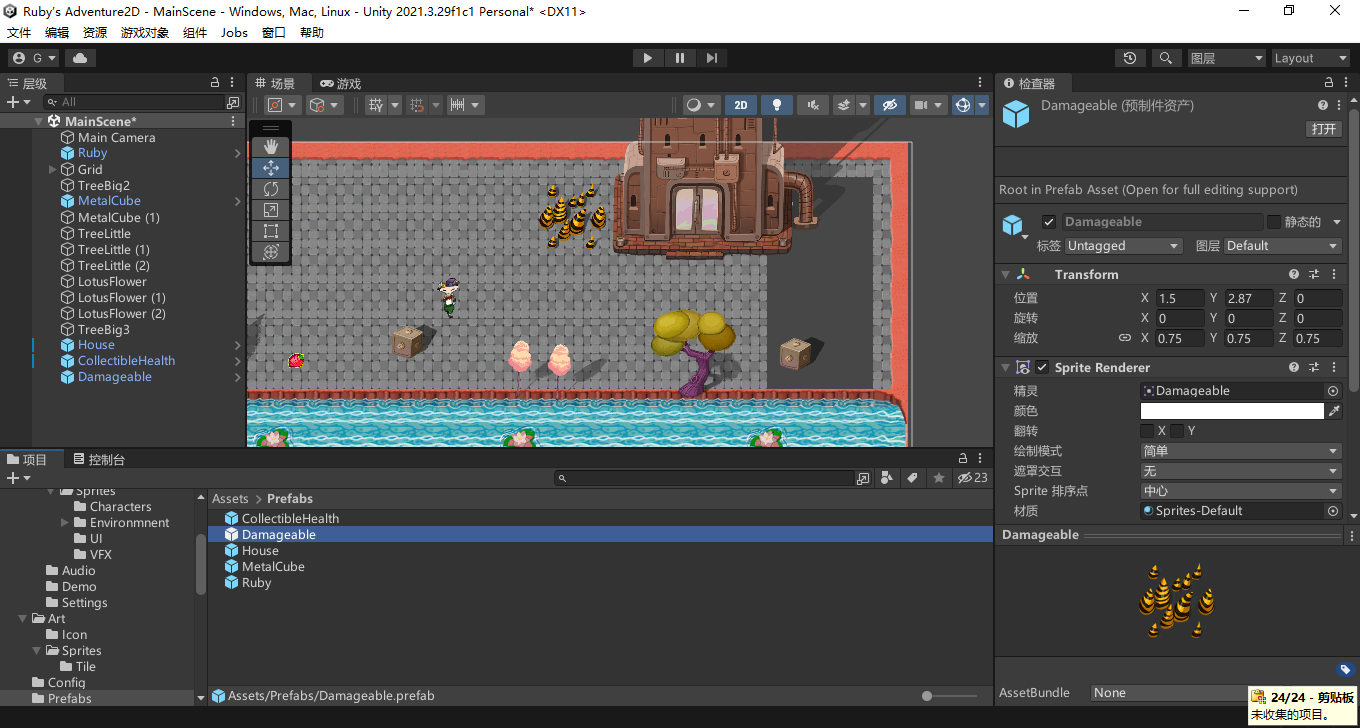 Ruby's Adventure2D - MainScene - Windows, Mac, Linux - Unity 2021.3.29f1c1 Personal* <DX11>
文件 编辑 资源 游戏对象 组件 Jobs 窗口 帮助
G 图层 Layout
层级
All
MainScene*
Main Camera
Ruby
Grid
TreeBig2
MetalCube
MetalCube (1)
TreeLittle
TreeLittle (1)
TreeLittle (2)
LotusFlower
LotusFlower (1)
LotusFlower (2)
TreeBig3
House
CollectibleHealth
Damageable
场景 游戏
2D
检查器
Damageable (预制件资产)
打开
Root in Prefab Asset (Open for full editing support)
Damageable 静态的
标签 Untagged 图层 Default
Transform
位置 X 1.5 Y 2.87 Z 0
旋转 X 0 Y 0 Z 0
缩放 X 0.75 Y 0.75 Z 0.75
Sprite Renderer
精灵 Damageable
颜色
翻转 X Y
绘制模式 简单
遮罩交互 无
Sprite 排序点 中心
材质 Sprites-Default
Damageable
AssetBundle None
项目 控制台
23
Sprites
Characters
Environmnent
UI
VFX
Audio
Demo
Settings
Art
Icon
Sprites
Tile
Config
Prefabs
Assets > Prefabs
CollectibleHealth
Damageable
House
MetalCube
Ruby
Assets/Prefabs/Damageable.prefab
24/24 - 剪贴板
未收集的项目。